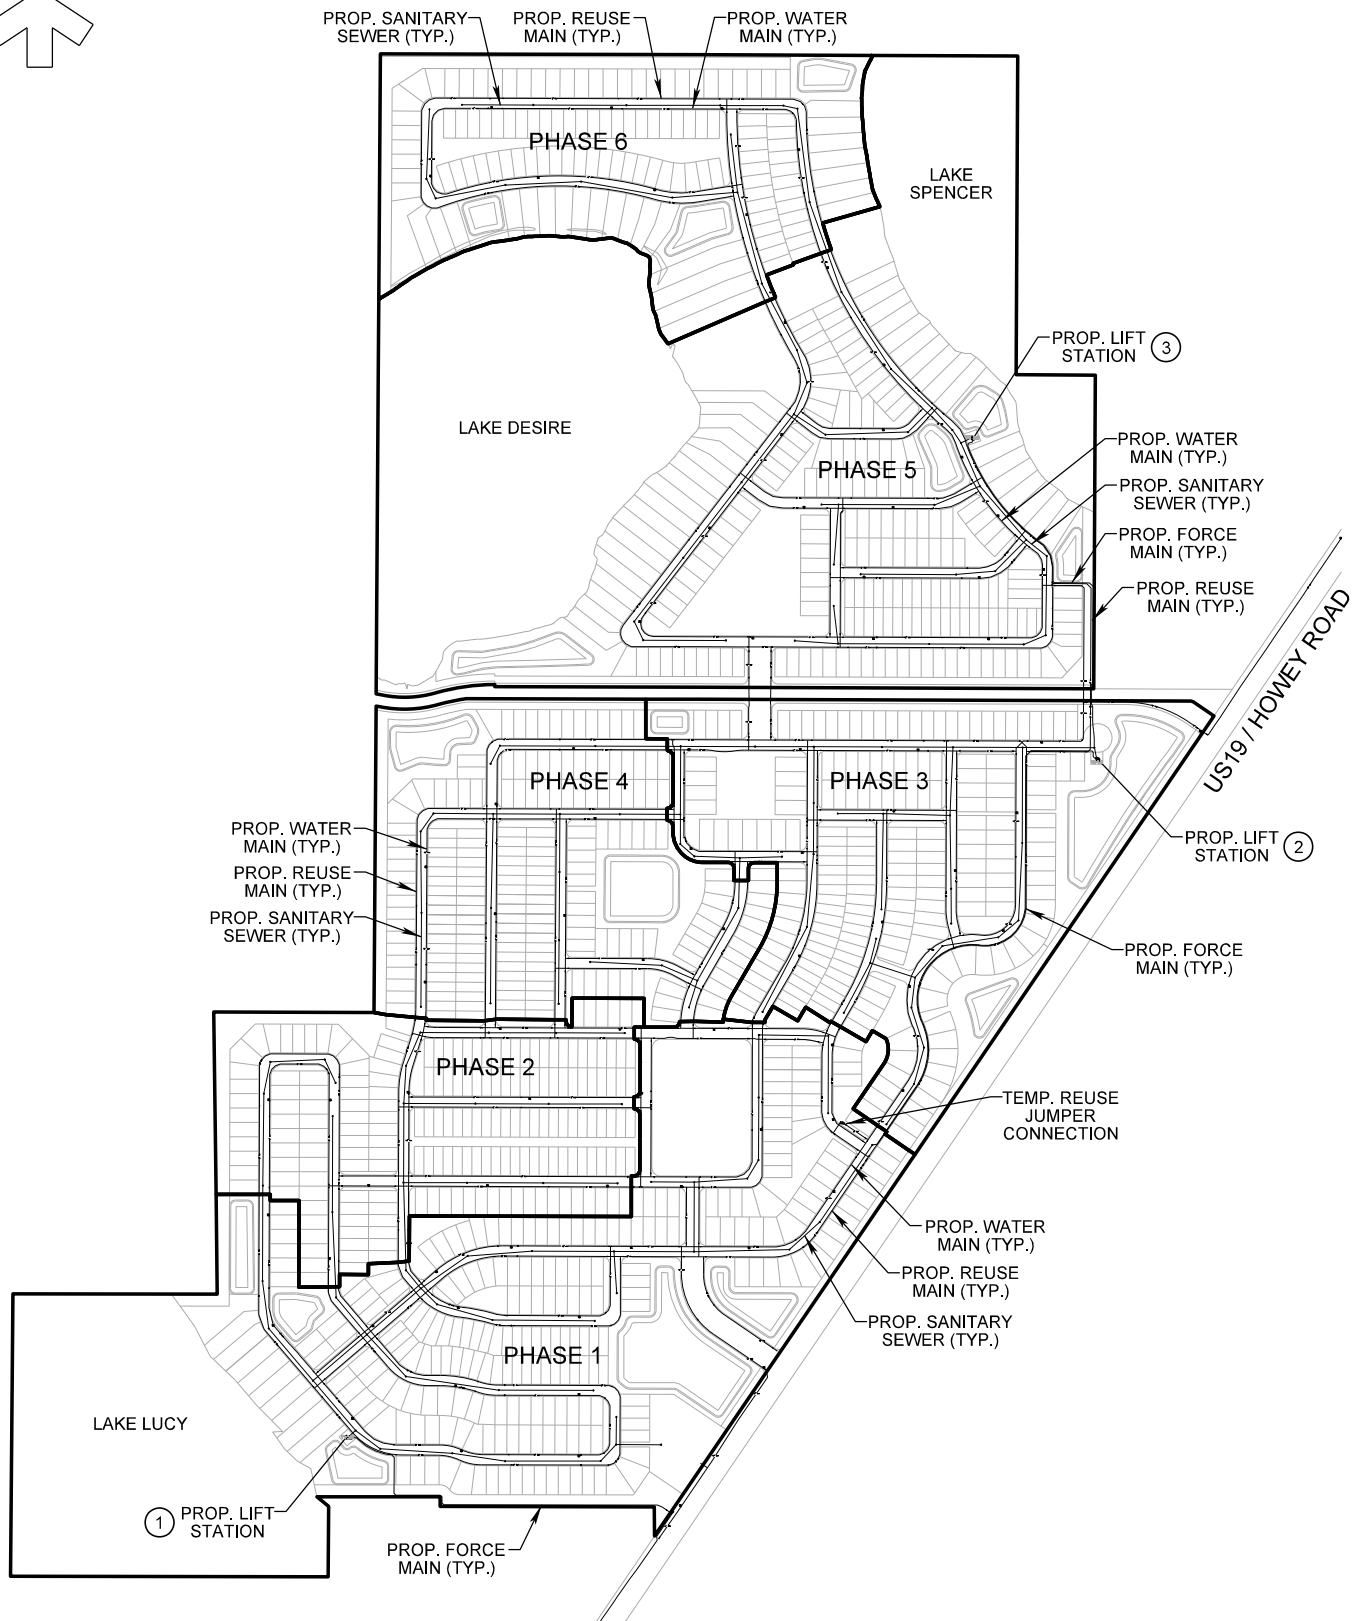 PROP. SANITARY
SEWER (TYP.)
PROP. REUSE
MAIN (TYP.)
PROP. WATER
MAIN (TYP.)
PHASE 6
LAKE
SPENCER
PROP. LIFT
STATION
3
LAKE DESIRE
PHASE 5
PROP. WATER
MAIN (TYP.)
PROP. SANITARY
SEWER (TYP.)
PROP. FORCE
MAIN (TYP.)
PROP. REUSE
MAIN (TYP.)
US19 / HOWEY ROAD
PHASE 4
PHASE 3
PROP. WATER
MAIN (TYP.)
PROP. REUSE
MAIN (TYP.)
PROP. SANITARY
SEWER (TYP.)
PROP. LIFT
STATION
2
PROP. FORCE
MAIN (TYP.)
PHASE 2
TEMP. REUSE
JUMPER
CONNECTION
PROP. WATER
MAIN (TYP.)
PROP. REUSE
MAIN (TYP.)
PROP. SANITARY
SEWER (TYP.)
PHASE 1
LAKE LUCY
1
PROP. LIFT
STATION
PROP. FORCE
MAIN (TYP.)